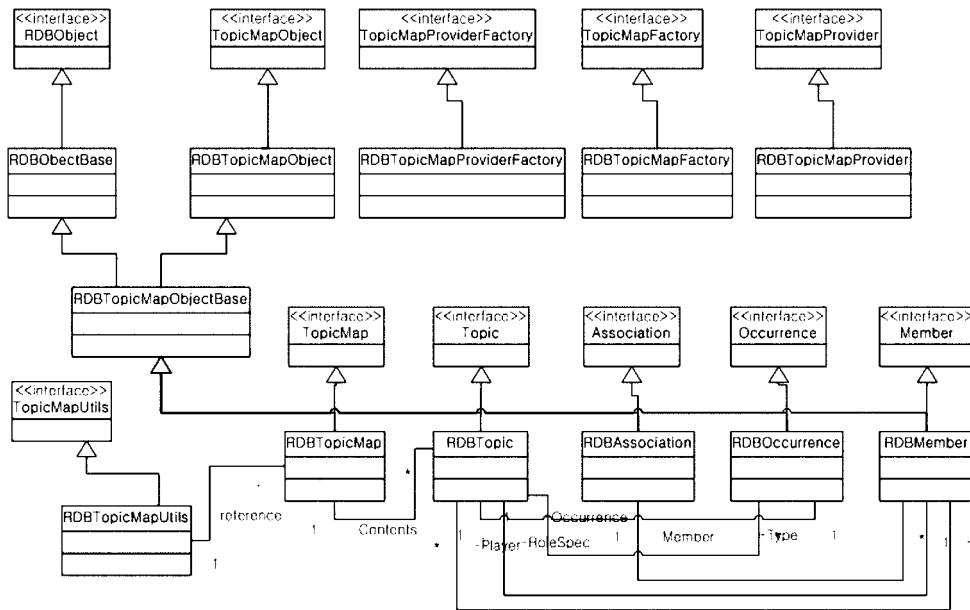 <<interface>> <<interface>> <<interface>> <<interface>> <<interface>>
RDBObject TopicMapObject TopicMapProviderFactory TopicMapFactory TopicMapProvider
RDBObectBase RDBTopicMapObject RDBTopicMapProviderFactory RDBTopicMapFactory RDBTopicMapProvider
RDBTopicMapObjectBase
<<interface>> <<interface>> <<interface>> <<interface>> <<interface>>
TopicMap Topic Association Occurrence Member
<<interface>>
TopicMapUtils
RDBTopicMap RDBTopic RDBAssociation RDBOccurrence RDBMember
*
RDBTopicMapUtils
reference
Occurrence
1 Contents * 1 -Player -RoleSpec 1 Member * -Type 1 * 1
1